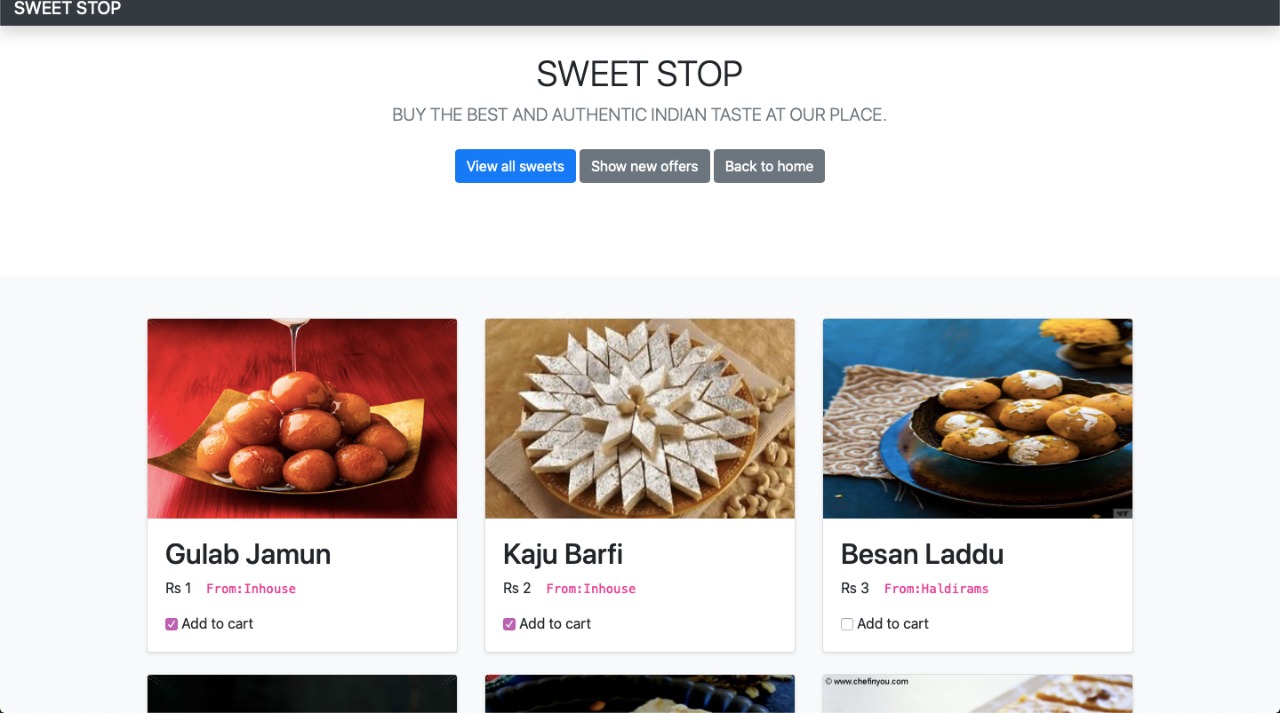 SWEET STOP
SWEET STOP
BUY THE BEST AND AUTHENTIC INDIAN TASTE AT OUR PLACE.
View all sweets Show new offers Back to home
Gulab Jamun
Rs 1 From:Inhouse
Add to cart
Kaju Barfi
Rs 2 From:Inhouse
Add to cart
Besan Laddu
Rs 3 From:Haldirams
Add to cart
© www.chefinyou.com